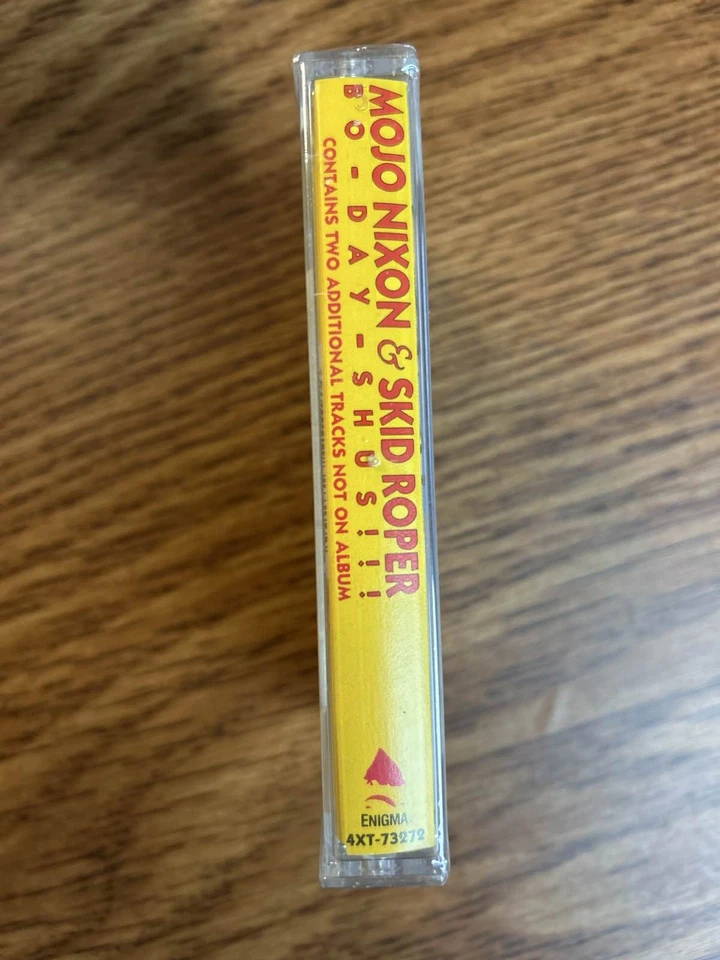 MOJO NIXON & SKID ROPER
BO-DAY-SHUS!!!
CONTAINS TWO ADDITIONAL TRACKS NOT ON ALBUM
ENIGMA
4XT-73272